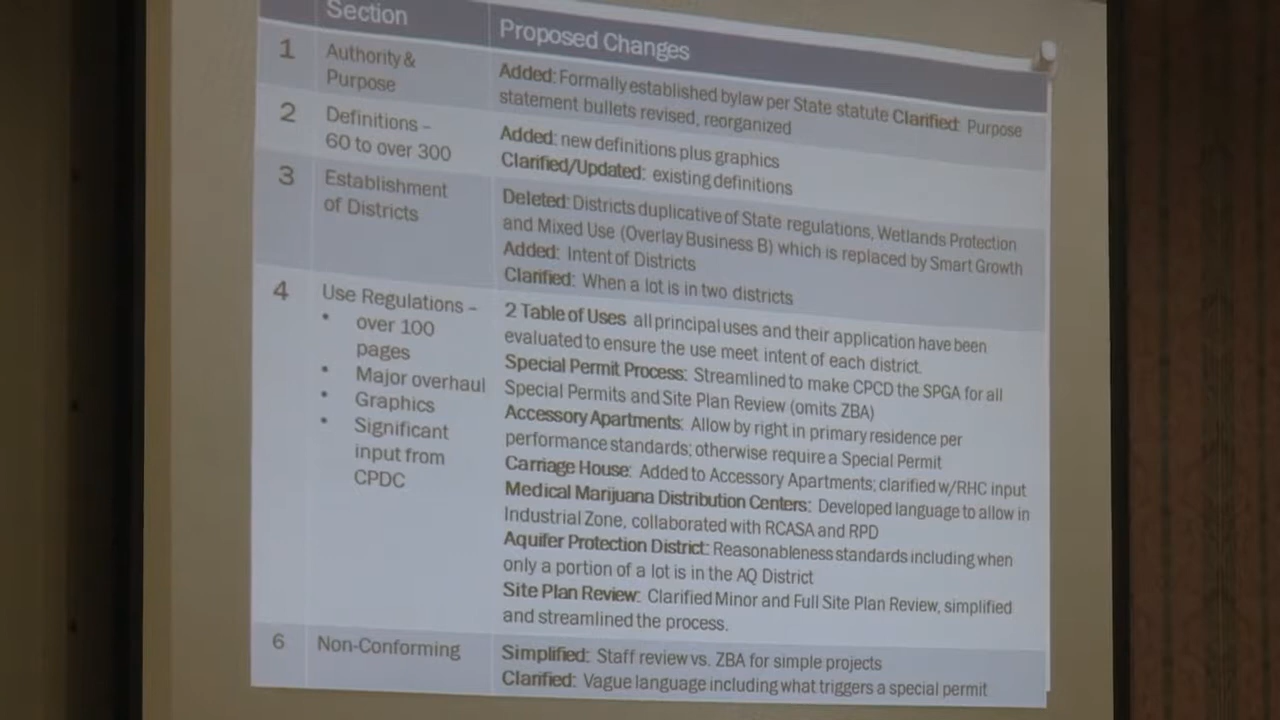 Section Proposed Changes
1 Authority & Purpose
Added: Formally established bylaw per State statute Clarified: Purpose
statement bullets revised, reorganized
2 Definitions –
60 to over 300
Added: new definitions plus graphics
Clarified/Updated: existing definitions
3 Establishment
of Districts
Deleted: Districts duplicative of State regulations, Wetlands Protection
and Mixed Use (Overlay Business B) which is replaced by Smart Growth
Added: Intent of Districts
Clarified: When a lot is in two districts
4 Use Regulations –
• over 100
pages
• Major overhaul
• Graphics
• Significant
input from
CPDC
2 Table of Uses all principal uses and their application have been
evaluated to ensure the use meet intent of each district.
Special Permit Process: Streamlined to make CPCD the SPGA for all
Special Permits and Site Plan Review (omits ZBA)
Accessory Apartments: Allow by right in primary residence per
performance standards; otherwise require a Special Permit
Carriage House: Added to Accessory Apartments; clarified w/RHC input
Medical Marijuana Distribution Centers: Developed language to allow in
Industrial Zone, collaborated with RCASA and RPD
Aquifer Protection District: Reasonableness standards including when
only a portion of a lot is in the AQ District
Site Plan Review: Clarified Minor and Full Site Plan Review, simplified
and streamlined the process.
6 Non-Conforming
Simplified: Staff review vs. ZBA for simple projects
Clarified: Vague language including what triggers a special permit